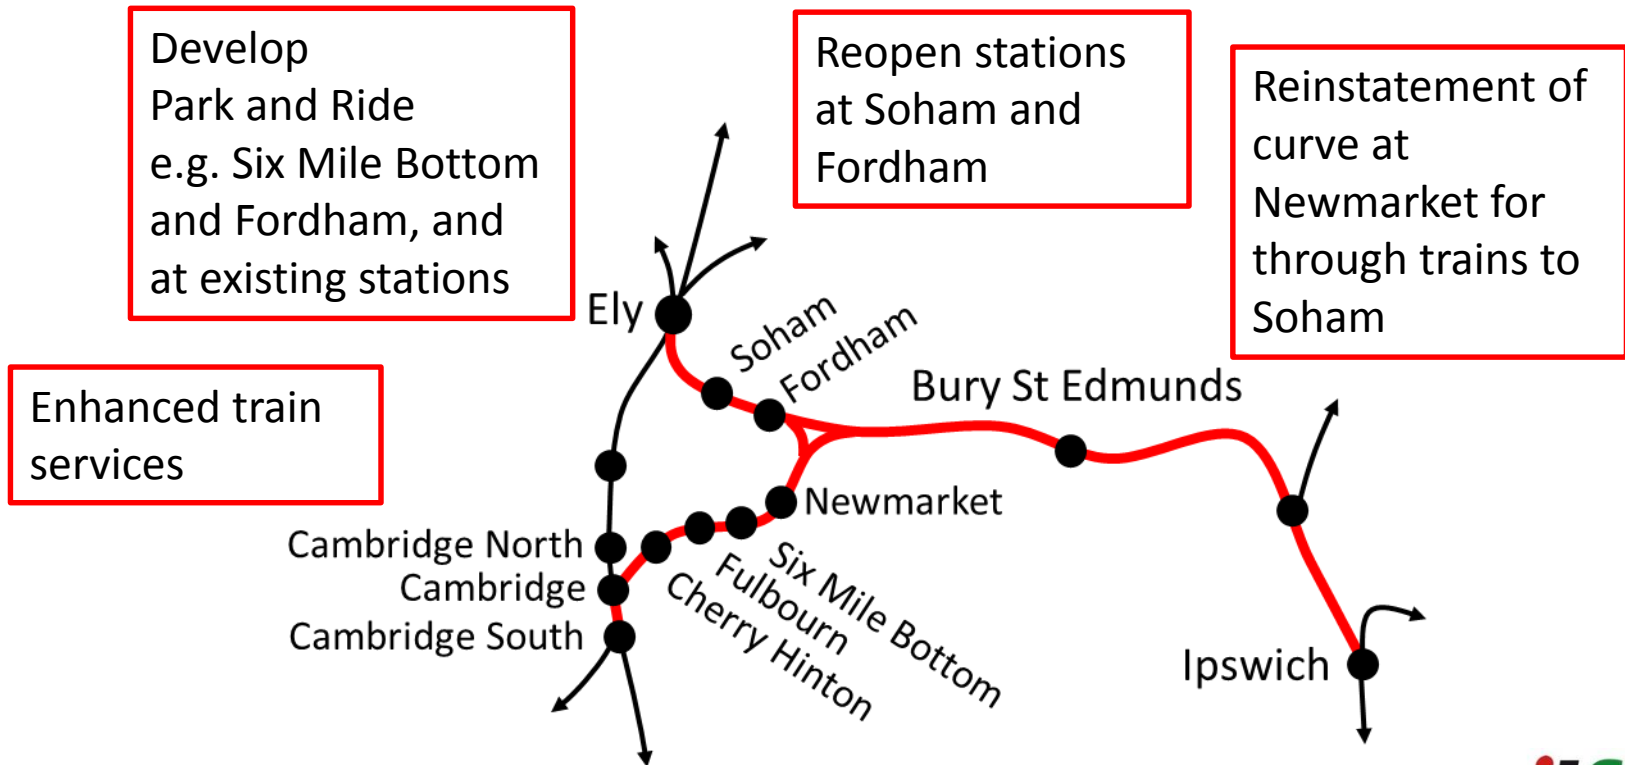 Develop
Park and Ride
e.g. Six Mile Bottom
and Fordham, and
at existing stations
Reopen stations
at Soham and
Fordham
Reinstatement of
curve at
Newmarket for
through trains to
Soham
Enhanced train
services
Ely
Soham
Fordham
Bury St Edmunds
Newmarket
Cambridge North
Cambridge
Cambridge South
Six Mile Bottom
Fulbourn
Cherry Hinton
Ipswich